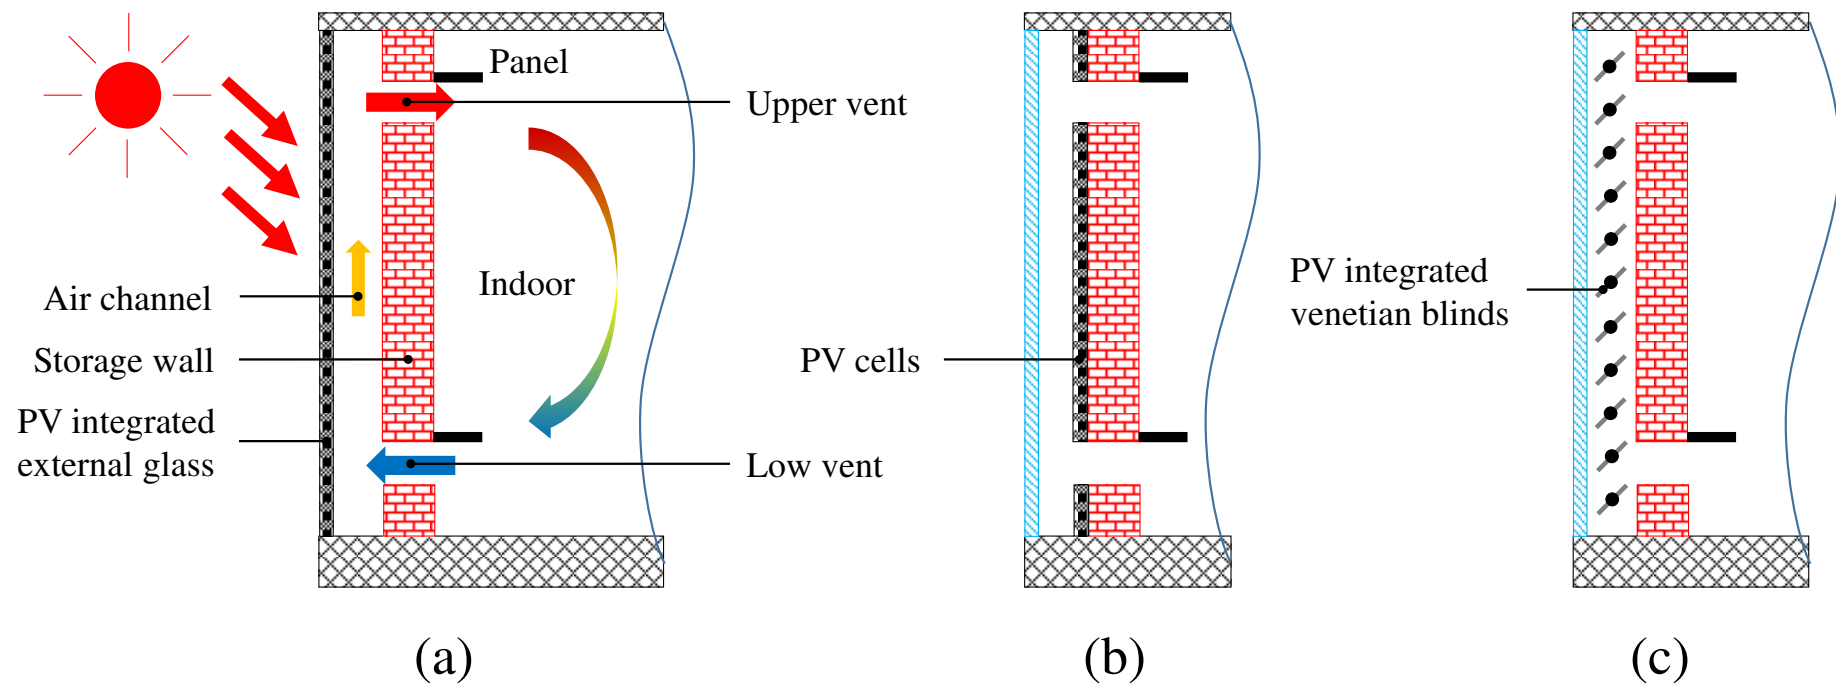 Panel
Upper vent
Indoor
Air channel
Storage wall
PV integrated
external glass
Low vent
(a)
PV cells
(b)
PV integrated
venetian blinds
(c)